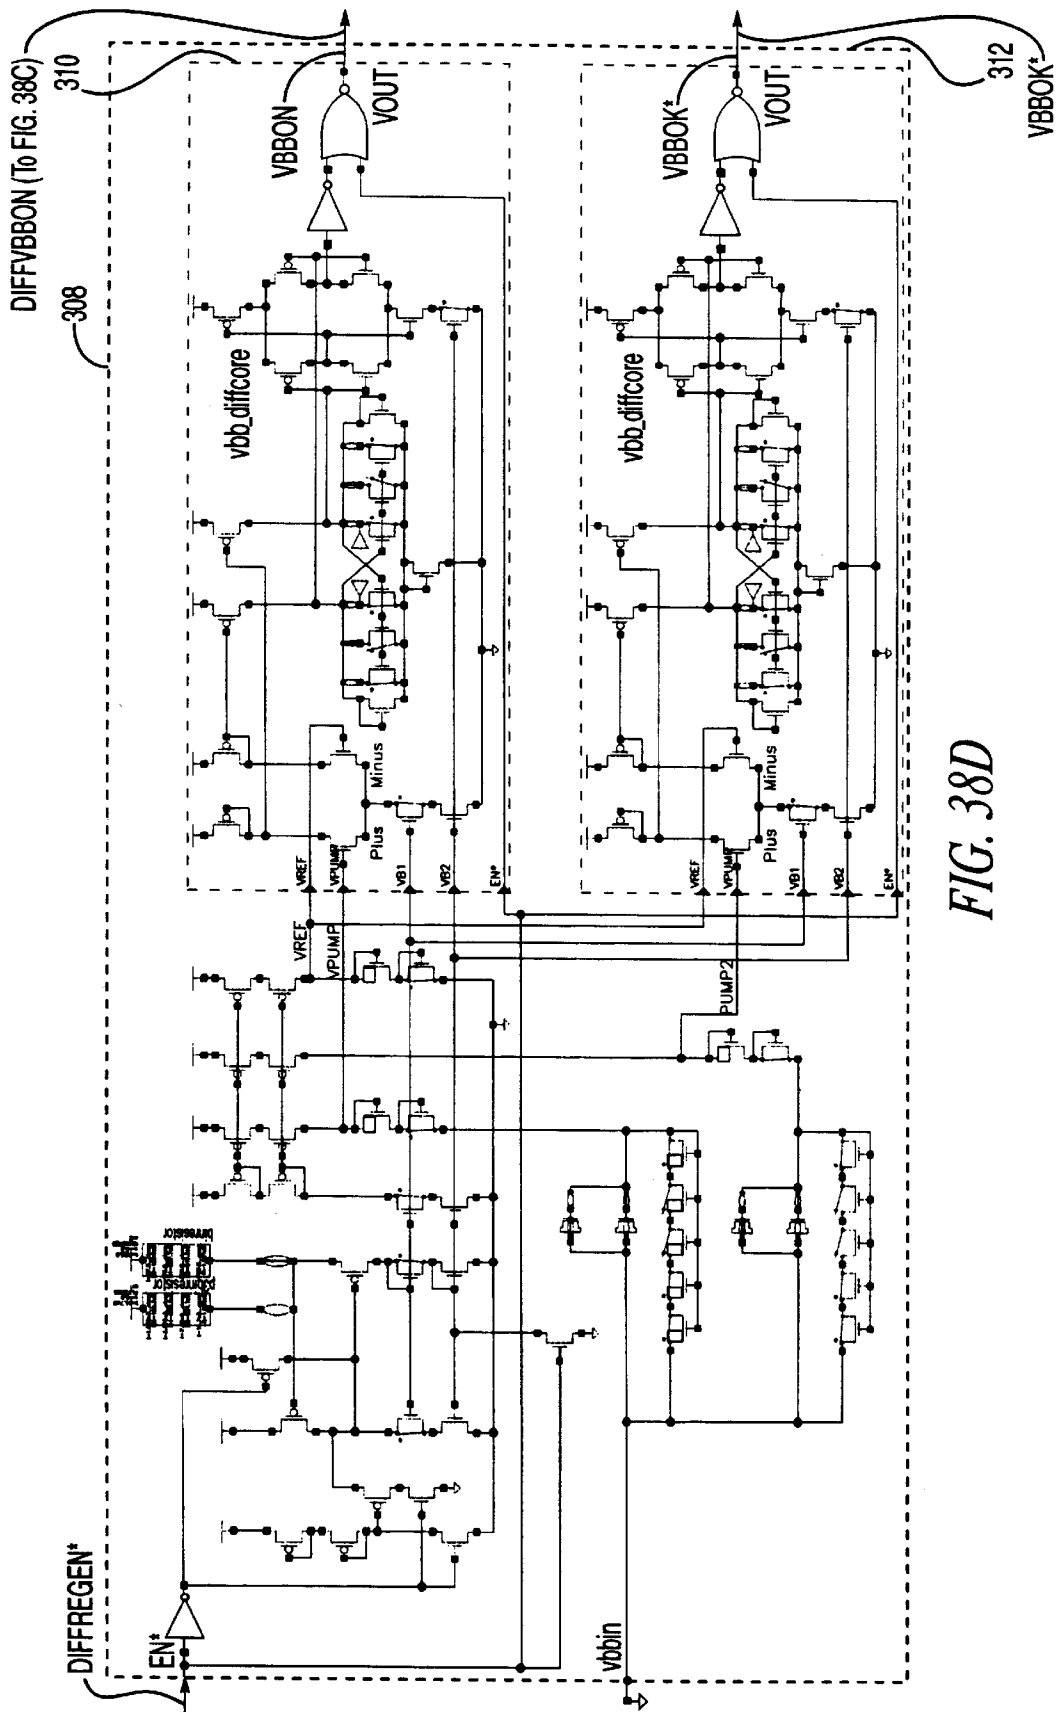 DIFFVBBON (To FIG. 38C)
310
308
VBBON
VOUT
vbb_diffcore
Minus
Plus
VREF
VPUMP
VB1
VB2
EN*
VREF
VPUMP
312
VBBOK*
VBBOK*
VOUT
vbb_diffcore
Minus
Plus
VREF
VPUMP
VB1
VB2
EN*
PUMP2
DIFFREGEN*
EN*
vbbin
FIG. 38D